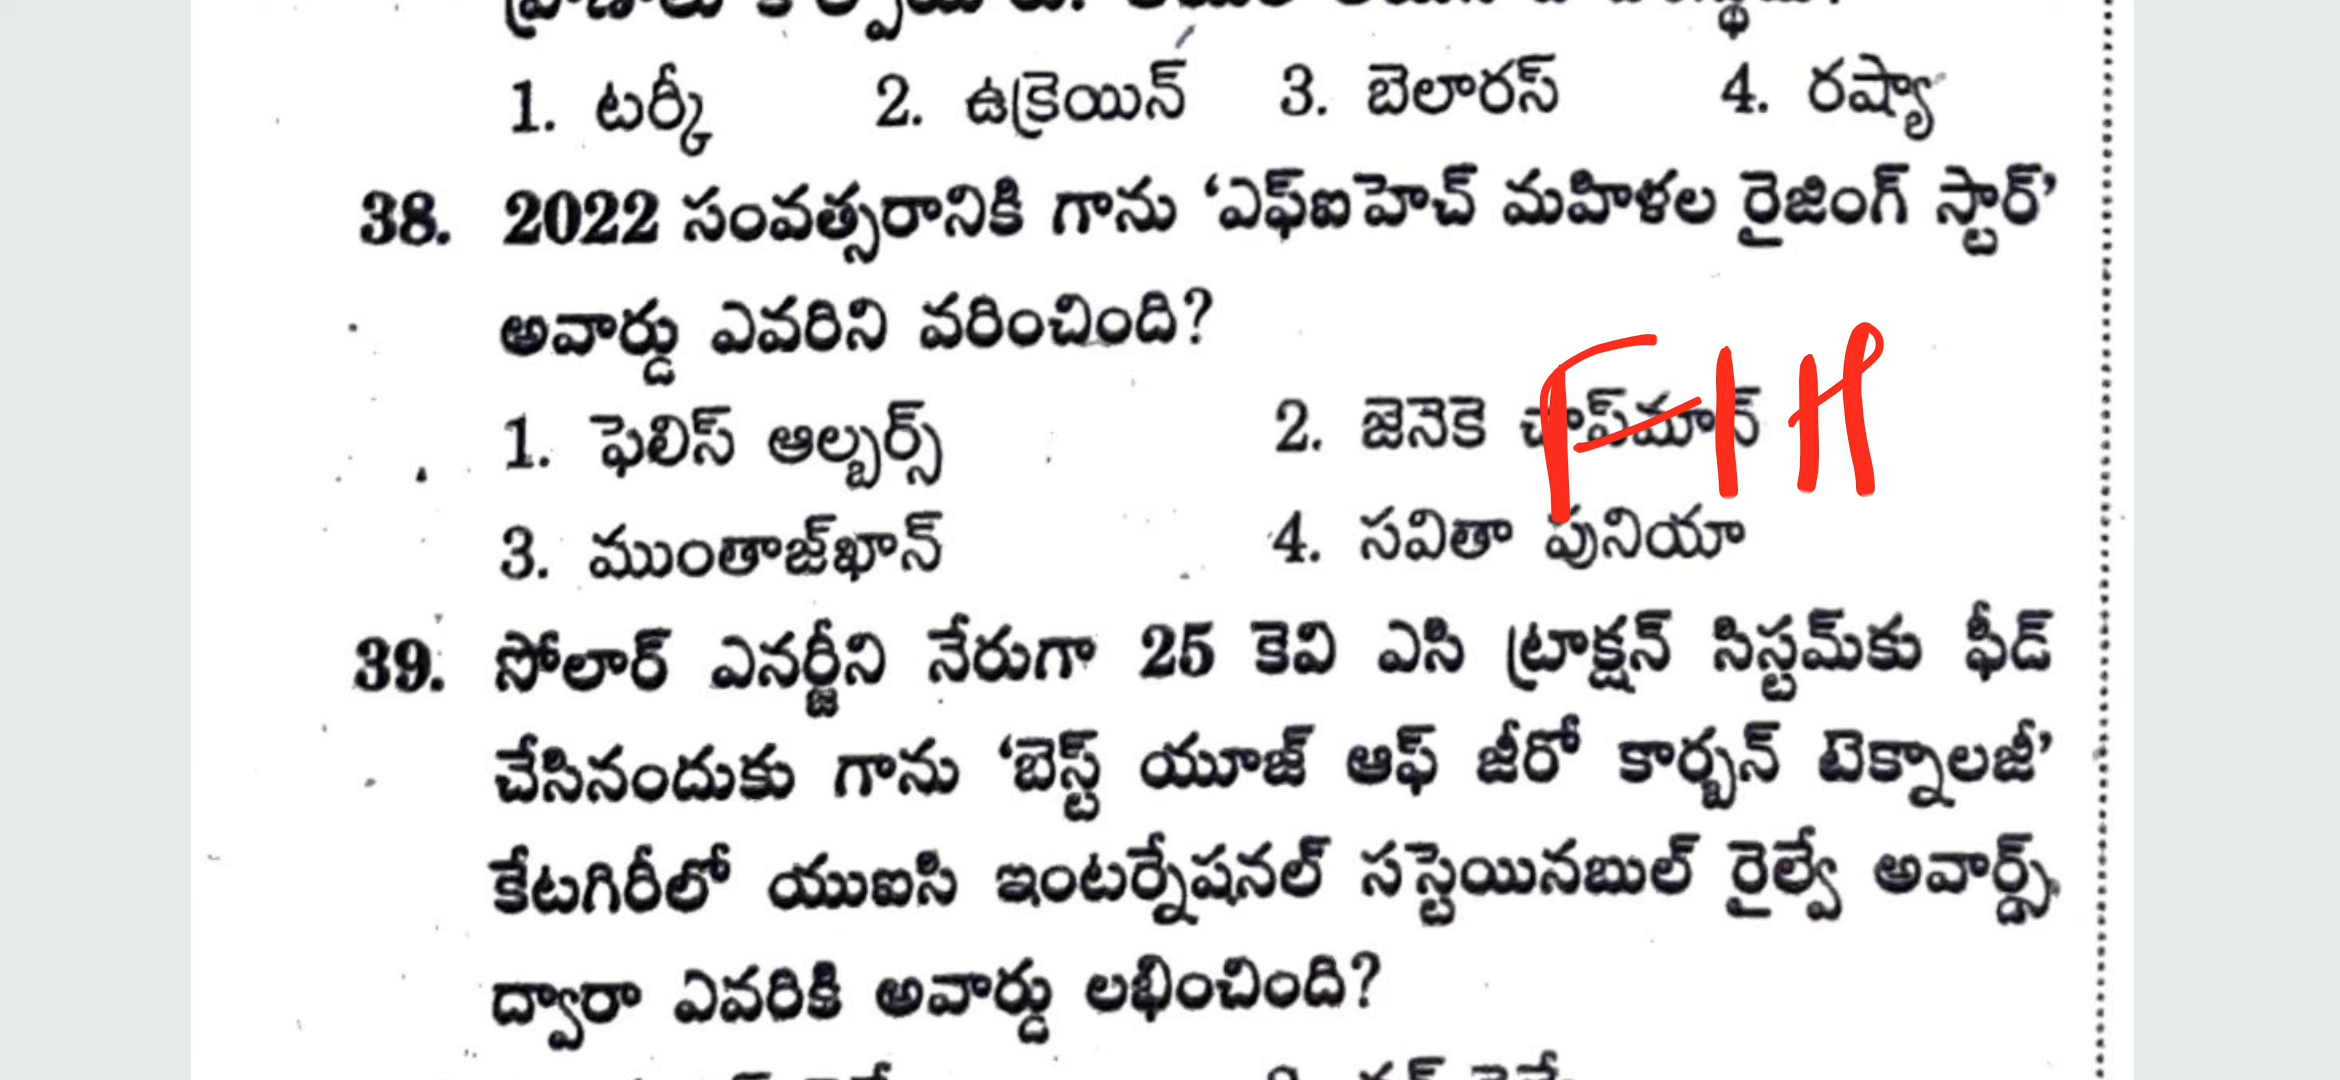 1. టర్కీ 2. ఉక్రెయిన్ 3. బెలారస్ 4. రష్యా
38. 2022 సంవత్సరానికి గాను ‘ఎఫ్ఐహెచ్ మహిళల రైజింగ్ స్టార్’
అవార్డు ఎవరిని వరించింది?
1. ఫెలిస్ ఆల్బర్స్ 2. జెనెకె చాప్‌మాన్
FIH
3. ముంతాజ్‌ఖాన్ 4. సవితా పునియా
39. సోలార్ ఎనర్జీని నేరుగా 25 కెవి ఎసి ట్రాక్షన్ సిస్టమ్‌కు ఫీడ్
చేసినందుకు గాను ‘బెస్ట్ యూజ్ ఆఫ్ జీరో కార్బన్ టెక్నాలజీ’
కేటగిరీలో యుఐసి ఇంటర్నేషనల్ సస్టెయినబుల్ రైల్వే అవార్డ్స్
ద్వారా ఎవరికి అవార్డు లభించింది?